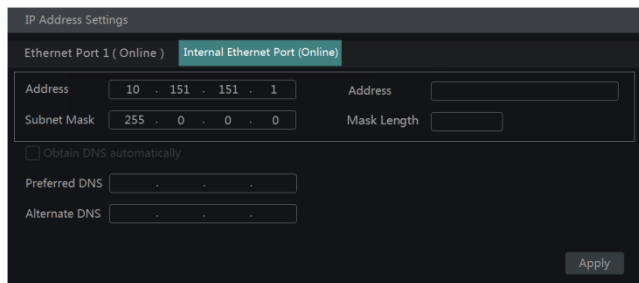 IP Address Settings
Ethernet Port 1 ( Online ) Internal Ethernet Port (Online)
Address 10 . 151 . 151 . 1 Address
Subnet Mask 255 . 0 . 0 . 0 Mask Length
Obtain DNS automatically
Preferred DNS . . .
Alternate DNS . . .
Apply